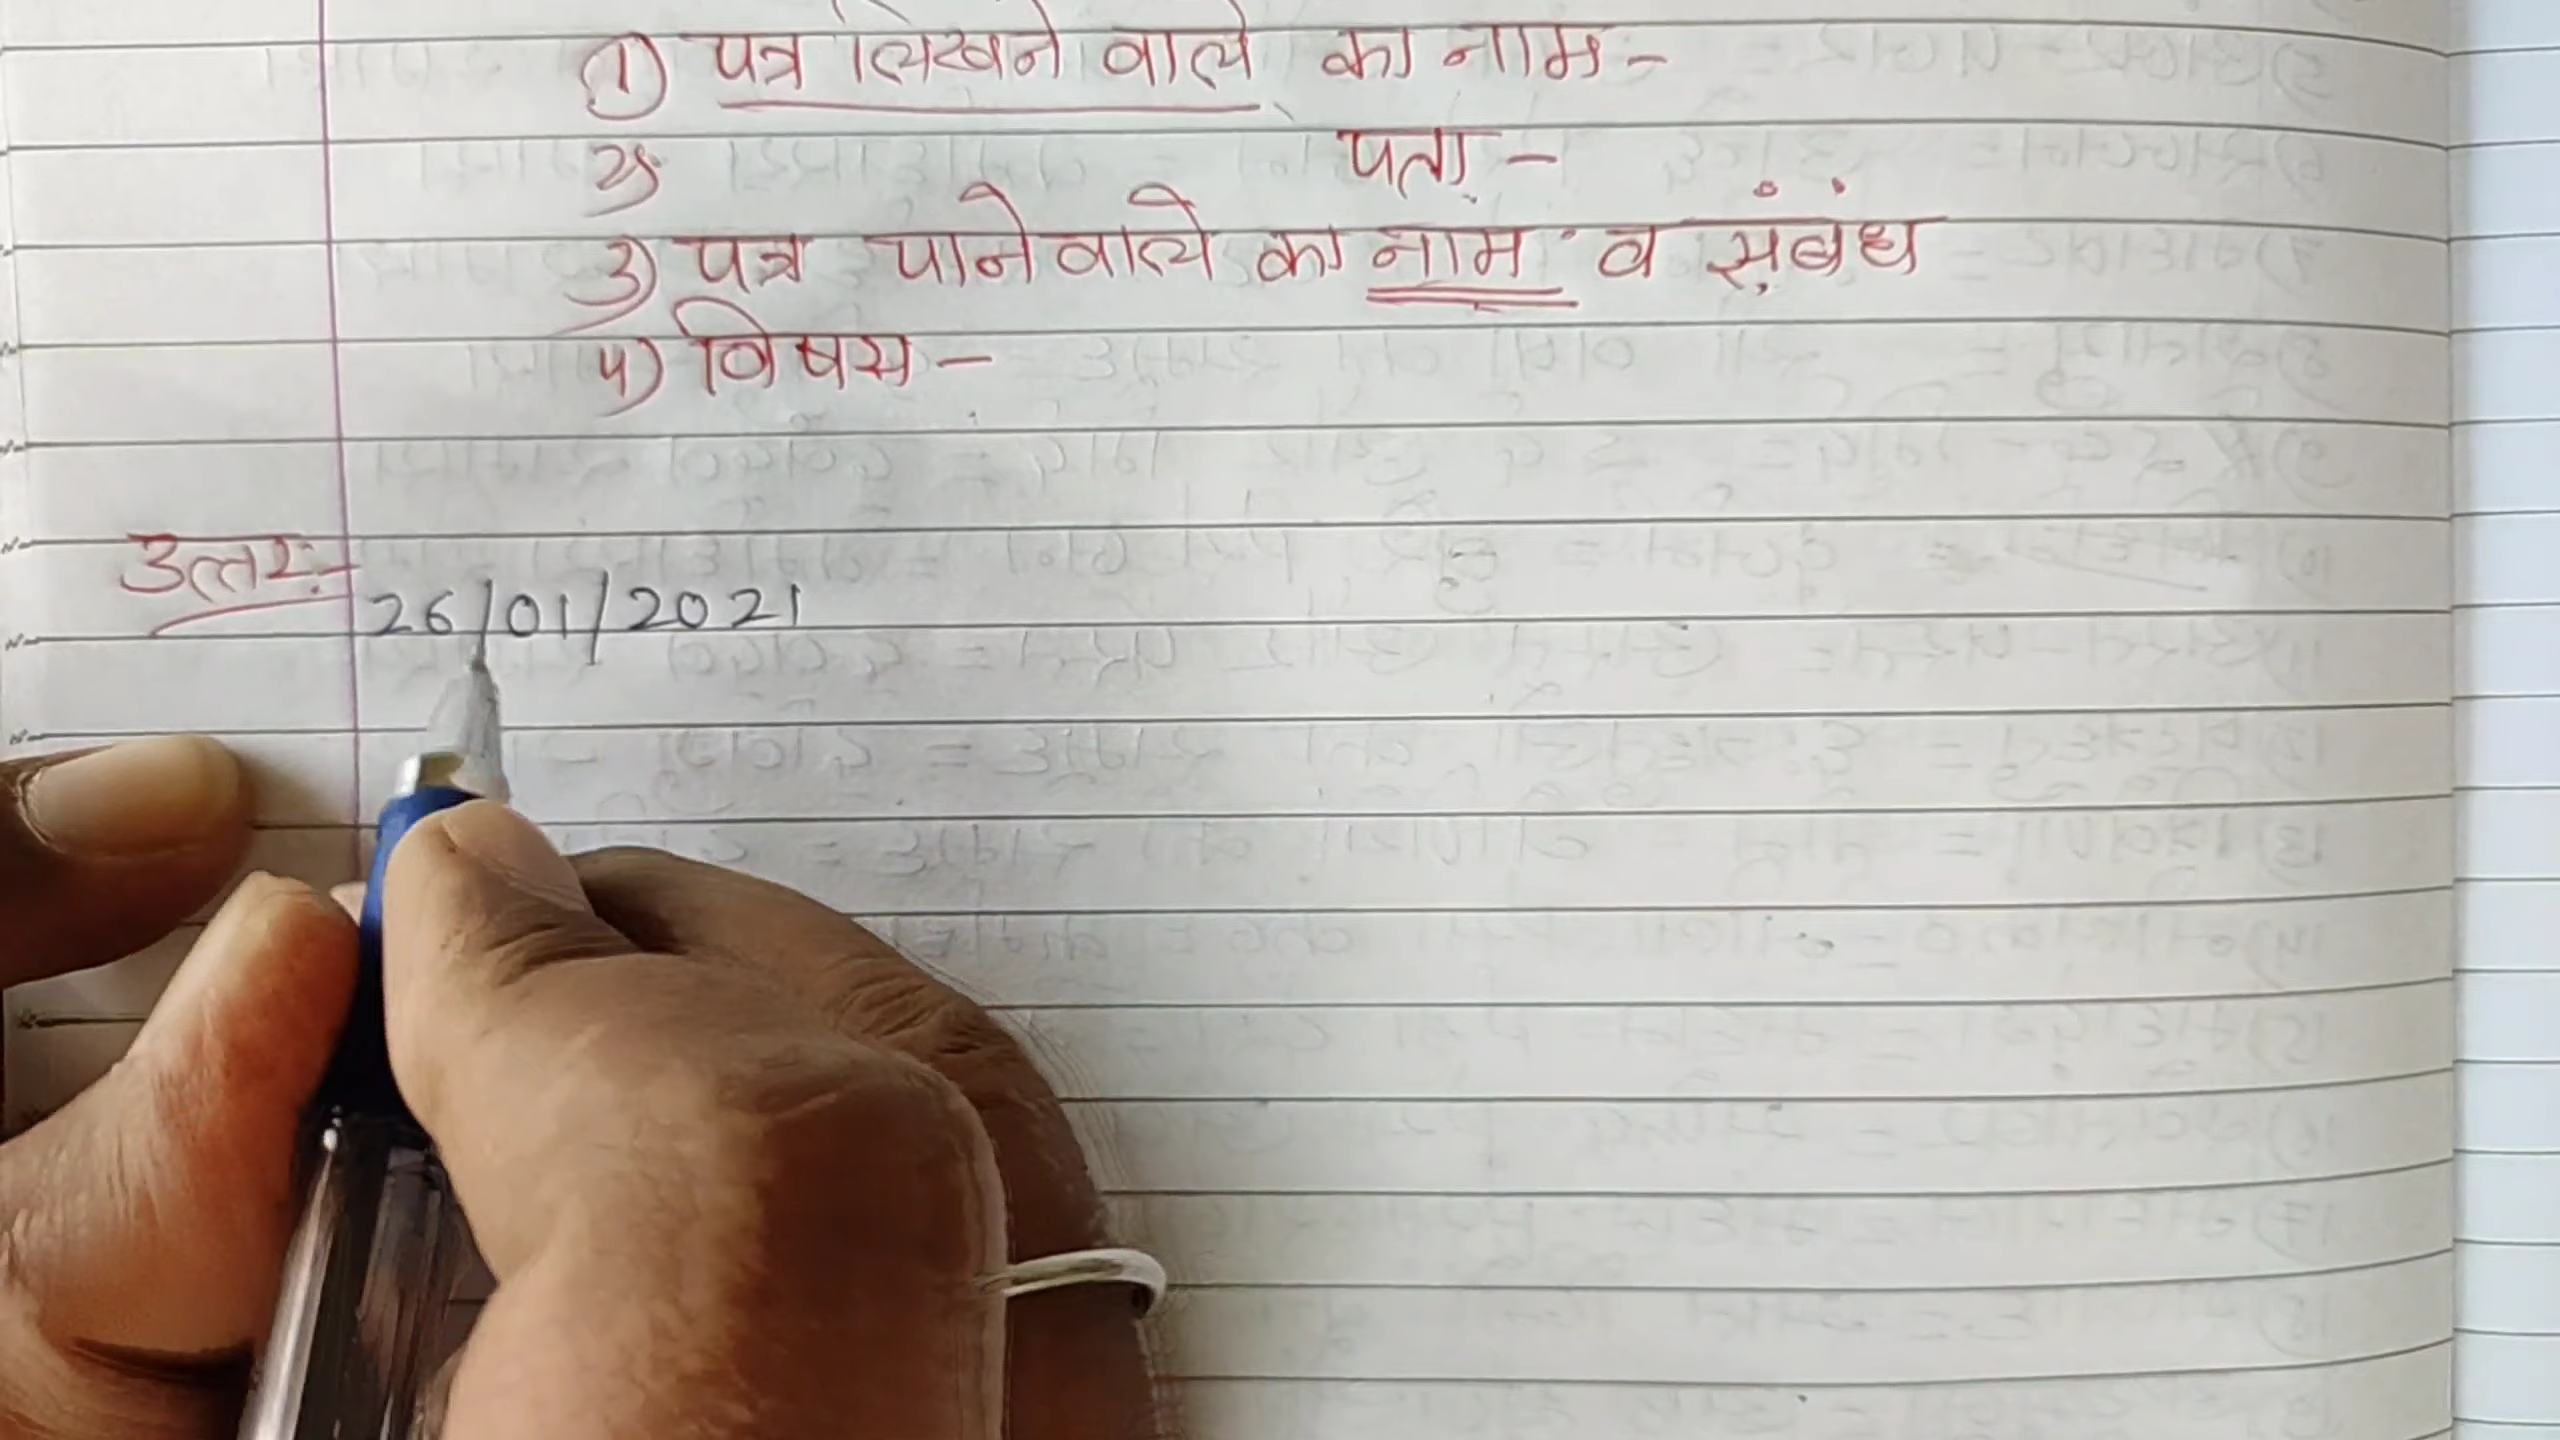 ① पत्र लिखने वाले का नाम-
2) पता -
3) पत्र पाने वाले का नाम व संबंध
4) विषय -
उत्तर:-
26/01/2021